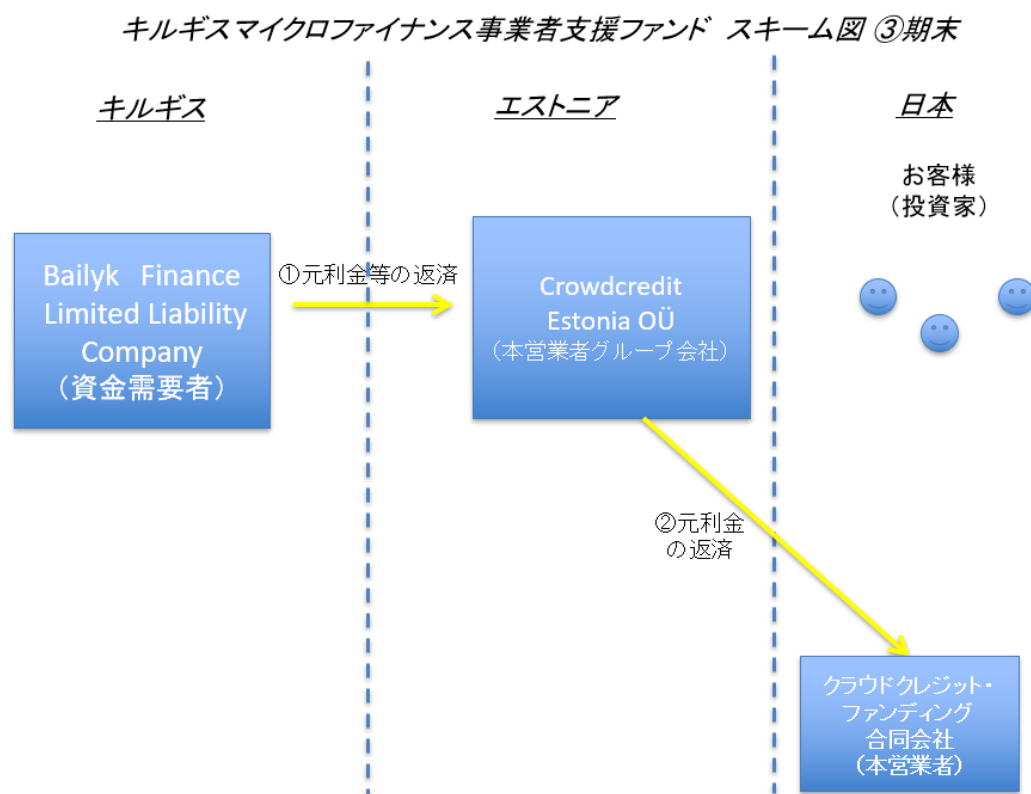 キルギスマイクロファイナンス事業者支援ファンド スキーム図 ③期末
キルギス
エストニア
日本
お客様
（投資家）
Bailyk Finance
Limited Liability
Company
（資金需要者）
①元利金等の返済
Crowdcredit
Estonia OÜ
（本営業者グループ会社）
②元利金
の返済
クラウドクレジット・
ファンディング
合同会社
（本営業者）